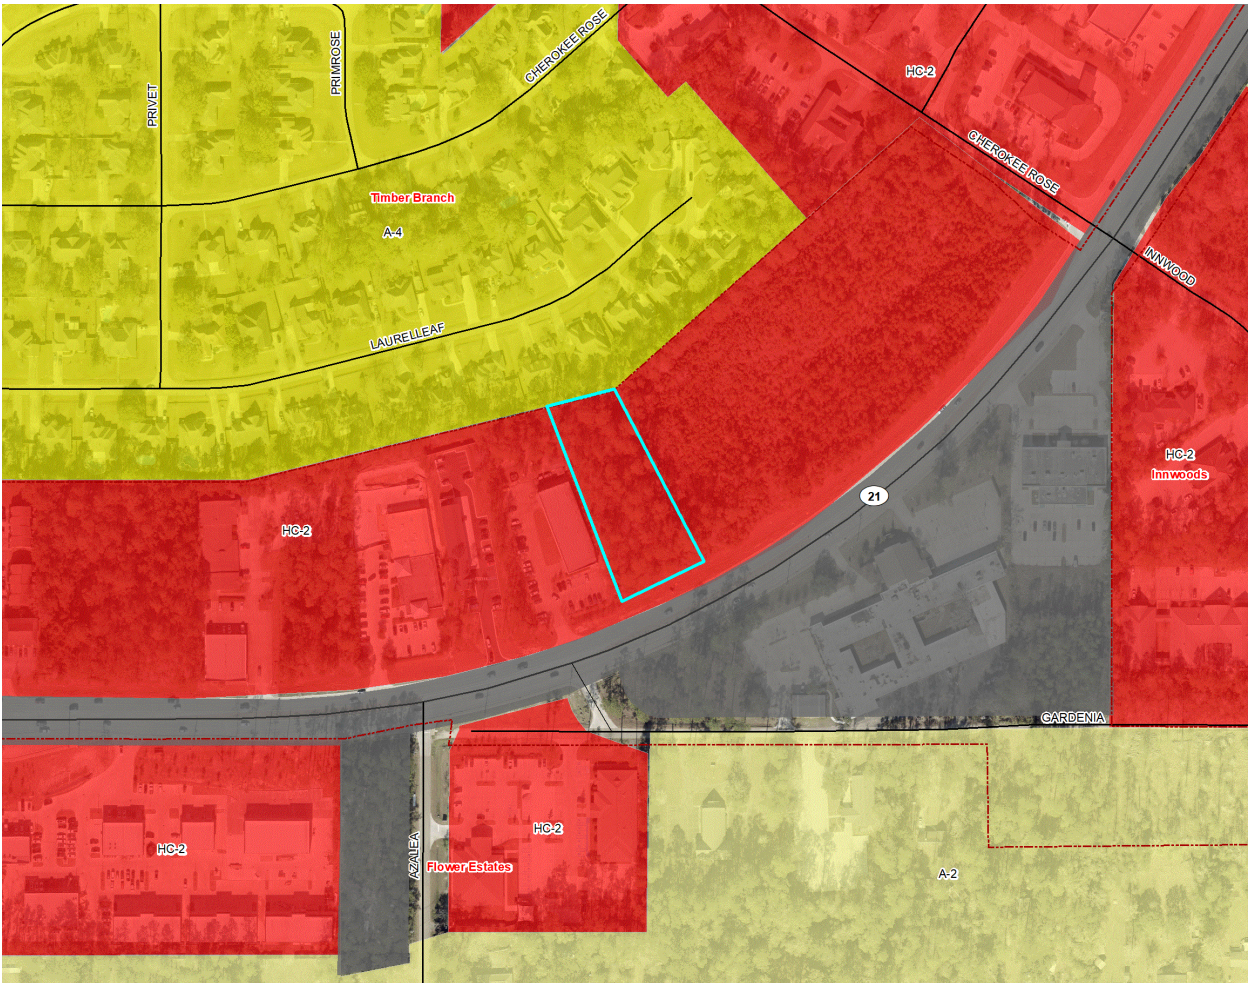 CHEROKEE ROSE
PRIMROSE
PRIVET
HC-2
CHEROKEE ROSE
Timber Branch
A-4
INNWOOD
LAURELLEAF
HC-2
Innwoods
21
HC-2
GARDENIA
HC-2
HC-2
AZALEA
Flower Estates
A-2